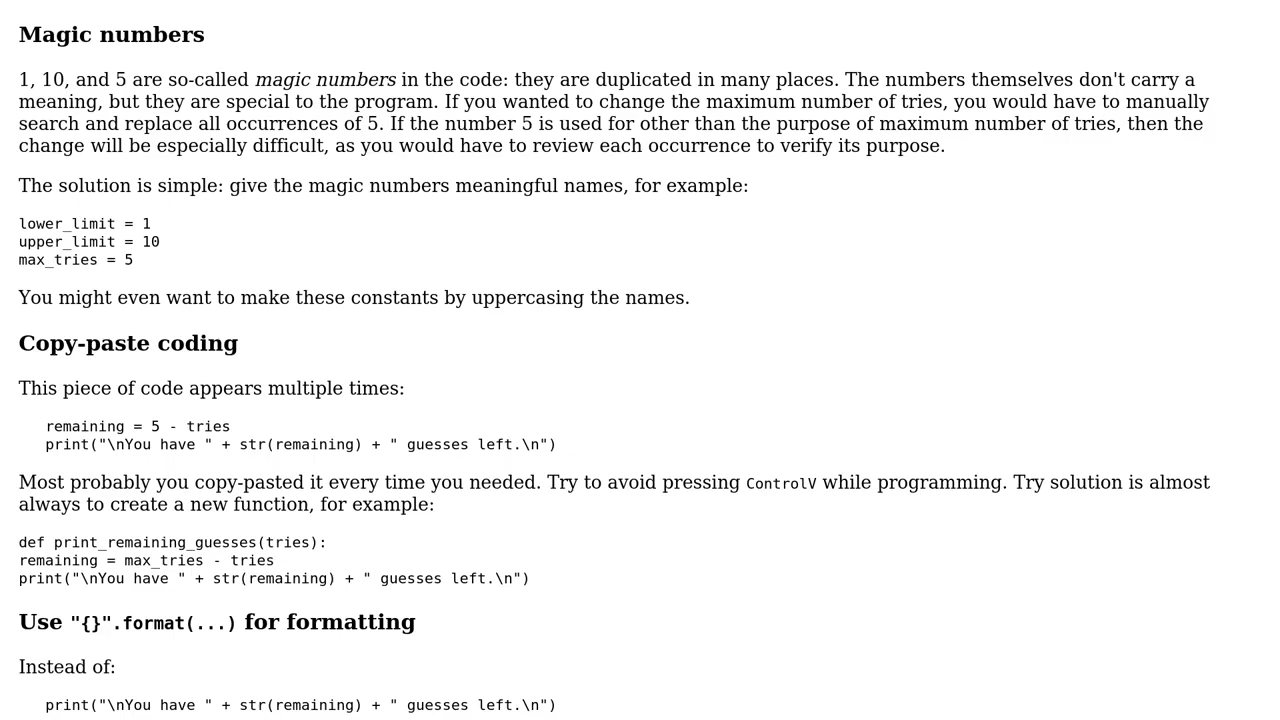 Magic numbers
1, 10, and 5 are so-called magic numbers in the code: they are duplicated in many places. The numbers themselves don't carry a
meaning, but they are special to the program. If you wanted to change the maximum number of tries, you would have to manually
search and replace all occurrences of 5. If the number 5 is used for other than the purpose of maximum number of tries, then the
change will be especially difficult, as you would have to review each occurrence to verify its purpose.
The solution is simple: give the magic numbers meaningful names, for example:
lower_limit = 1
upper_limit = 10
max_tries = 5
You might even want to make these constants by uppercasing the names.
Copy-paste coding
This piece of code appears multiple times:
remaining = 5 - tries
print("\nYou have " + str(remaining) + " guesses left.\n")
Most probably you copy-pasted it every time you needed. Try to avoid pressing ControlV while programming. Try solution is almost
always to create a new function, for example:
def print_remaining_guesses(tries):
remaining = max_tries - tries
print("\nYou have " + str(remaining) + " guesses left.\n")
Use "{}".format(...) for formatting
Instead of:
print("\nYou have " + str(remaining) + " guesses left.\n")